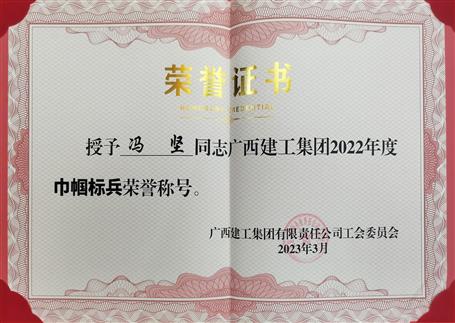 荣誉证书
授予冯 坚同志广西建工集团2022年度
巾帼标兵荣誉称号。
广西建工集团有限责任公司工会委员会
2023年3月